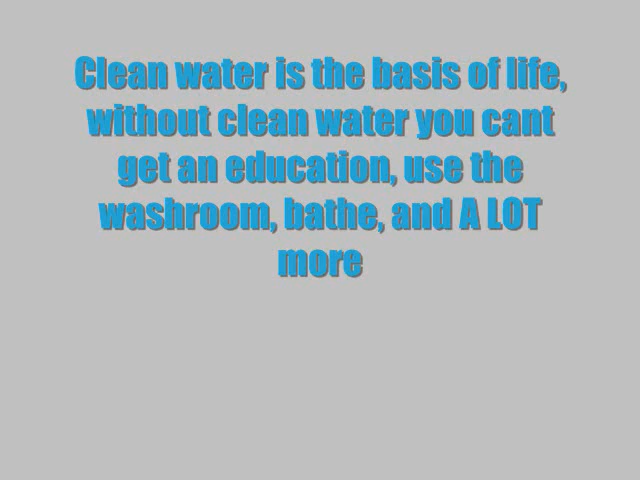 Clean water is the basis of life,
without clean water you cant
get an education, use the
washroom, bathe, and A LOT
more